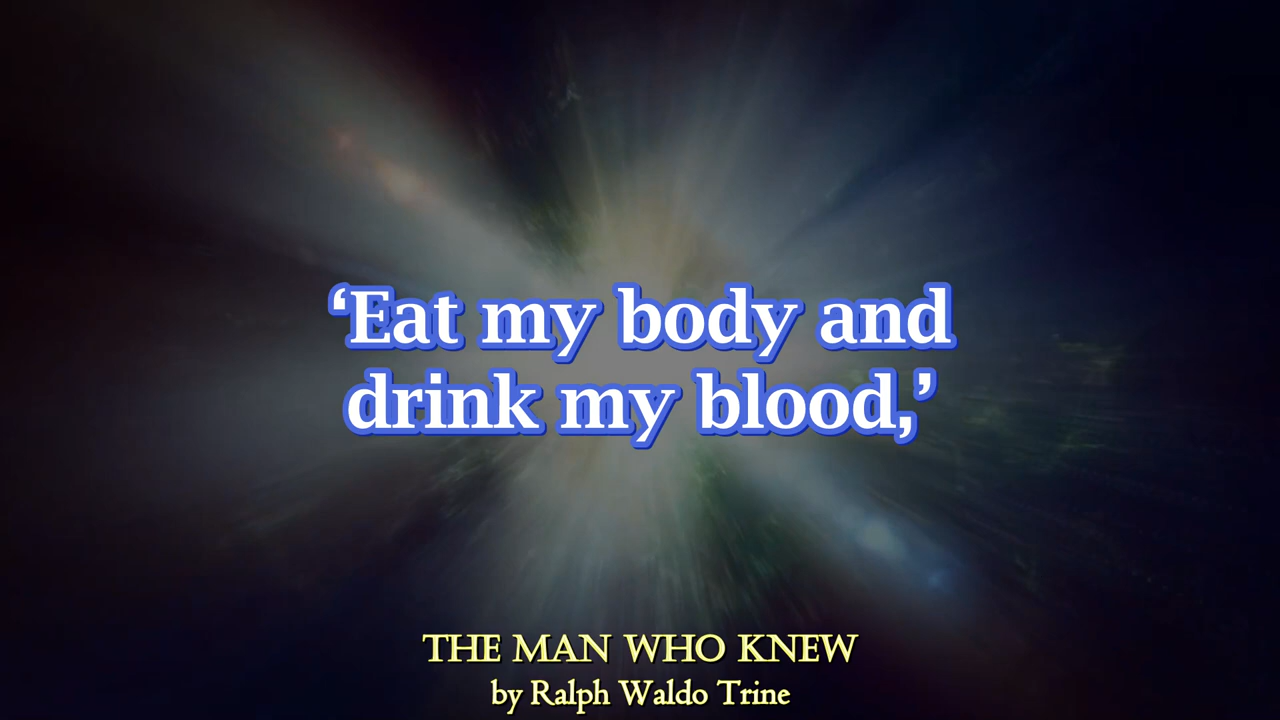 ‘Eat my body and
drink my blood,’
THE MAN WHO KNEW
by Ralph Waldo Trine